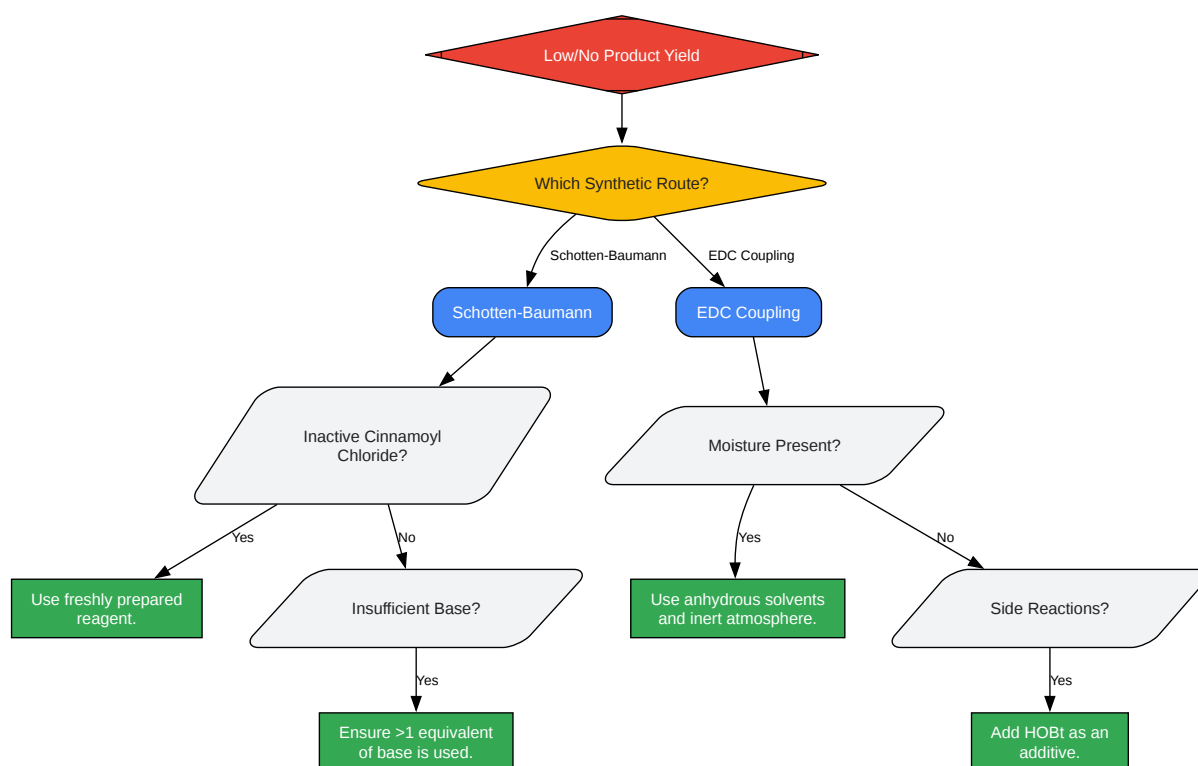 Low/No Product Yield
Which Synthetic Route?
Schotten-Baumann
EDC Coupling
Schotten-Baumann
EDC Coupling
Inactive Cinnamoyl
Chloride?
Moisture Present?
Yes
No
Yes
No
Use freshly prepared
reagent.
Insufficient Base?
Use anhydrous solvents
and inert atmosphere.
Side Reactions?
Yes
Yes
Ensure >1 equivalent
of base is used.
Add HOBt as an
additive.